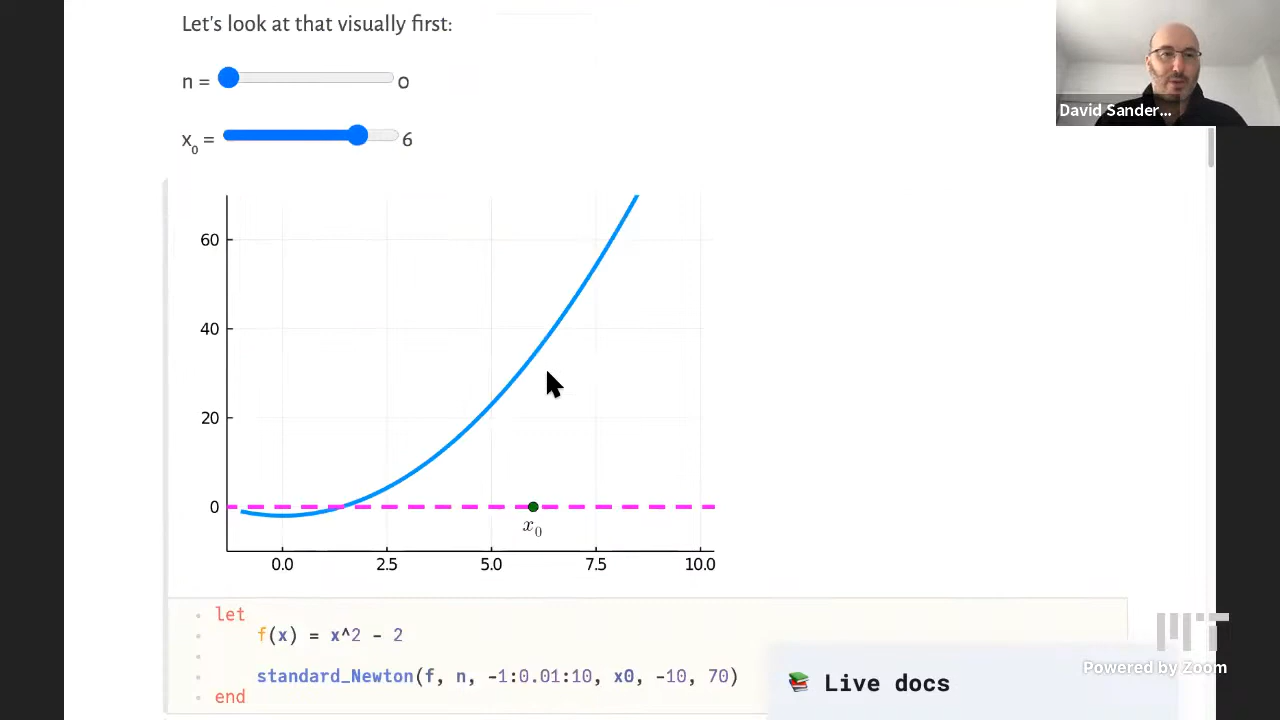 Let's look at that visually first:
n = 0
x0 = 6
David Sander...
60
40
20
0
x0
0.0 2.5 5.0 7.5 10.0
let
f(x) = x^2 - 2
standard_Newton(f, n, -1:0.01:10, x0, -10, 70)
end
Live docs
MIT
Powered by Zoom